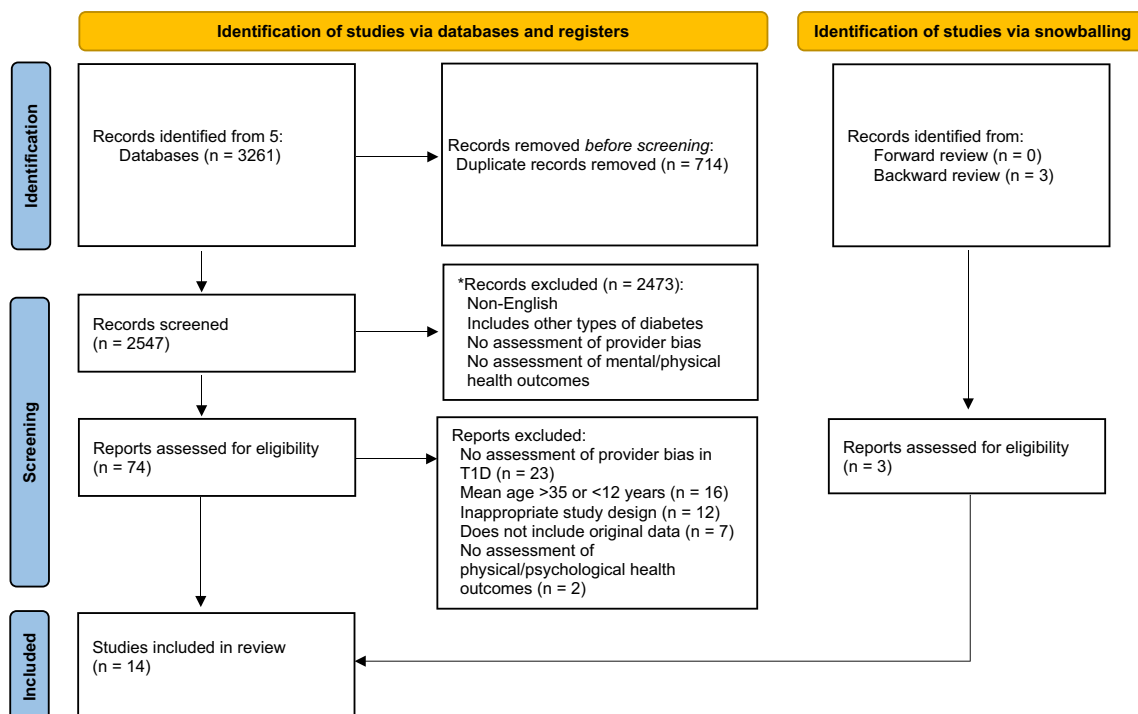 Identification of studies via databases and registers
Identification of studies via snowballing
Identification
Records identified from 5:
Databases (n = 3261)
Records removed before screening:
Duplicate records removed (n = 714)
Records identified from:
Forward review (n = 0)
Backward review (n = 3)
Screening
Records screened
(n = 2547)
*Records excluded (n = 2473):
Non-English
Includes other types of diabetes
No assessment of provider bias
No assessment of mental/physical
health outcomes
Reports assessed for eligibility
(n = 74)
Reports excluded:
No assessment of provider bias in
T1D (n = 23)
Mean age >35 or <12 years (n = 16)
Inappropriate study design (n = 12)
Does not include original data (n = 7)
No assessment of
physical/psychological health
outcomes (n = 2)
Reports assessed for eligibility
(n = 3)
Included
Studies included in review
(n = 14)